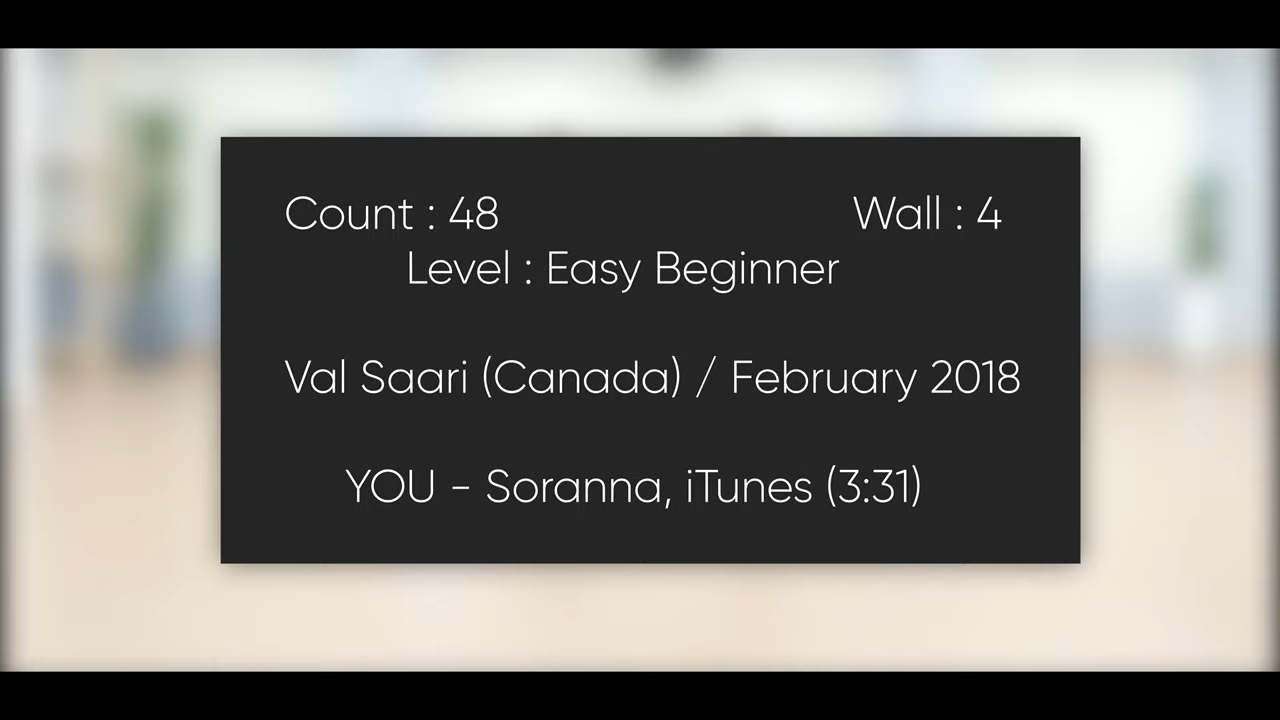 Count : 48 Wall : 4
Level : Easy Beginner
Val Saari (Canada) / February 2018
YOU - Soranna, iTunes (3:31)